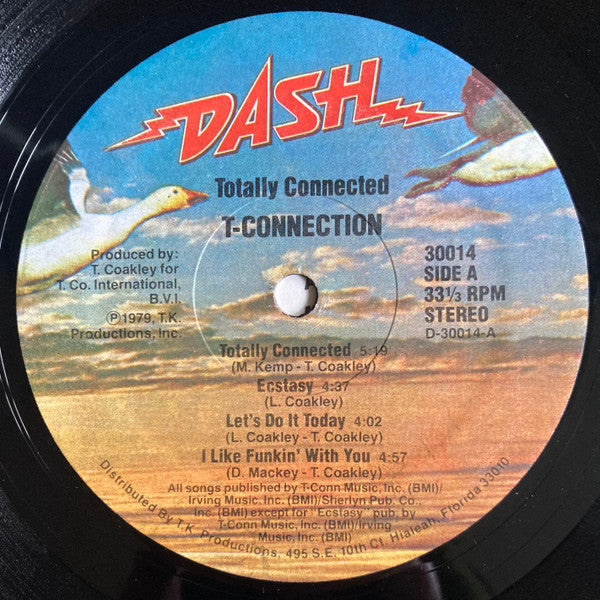 DASH
Totally Connected
T-CONNECTION
Produced by:
T. Coakley for
T. Co. International,
B.V.I.
Ⓟ1979, T.K.
Productions, Inc.
30014
SIDE A
33⅓ RPM
STEREO
D-30014-A
Totally Connected 5:19
(M. Kemp - T. Coakley)
Ecstasy 4:37
(L. Coakley)
Let's Do It Today 4:02
(L. Coakley - T. Coakley)
I Like Funkin' With You 4:57
(D. Mackey - T. Coakley)
All songs published by T-Conn Music, Inc. (BMI)/
Irving Music, Inc. (BMI)/Sherlyn Pub. Co.,
Inc. (BMI) except for "Ecstasy" pub. by
T-Conn Music, Inc. (BMI)/Irving
Music, Inc. (BMI)
Distributed By T.K. Productions, 495 S.E. 10th Ct. Hialeah, Florida 33010